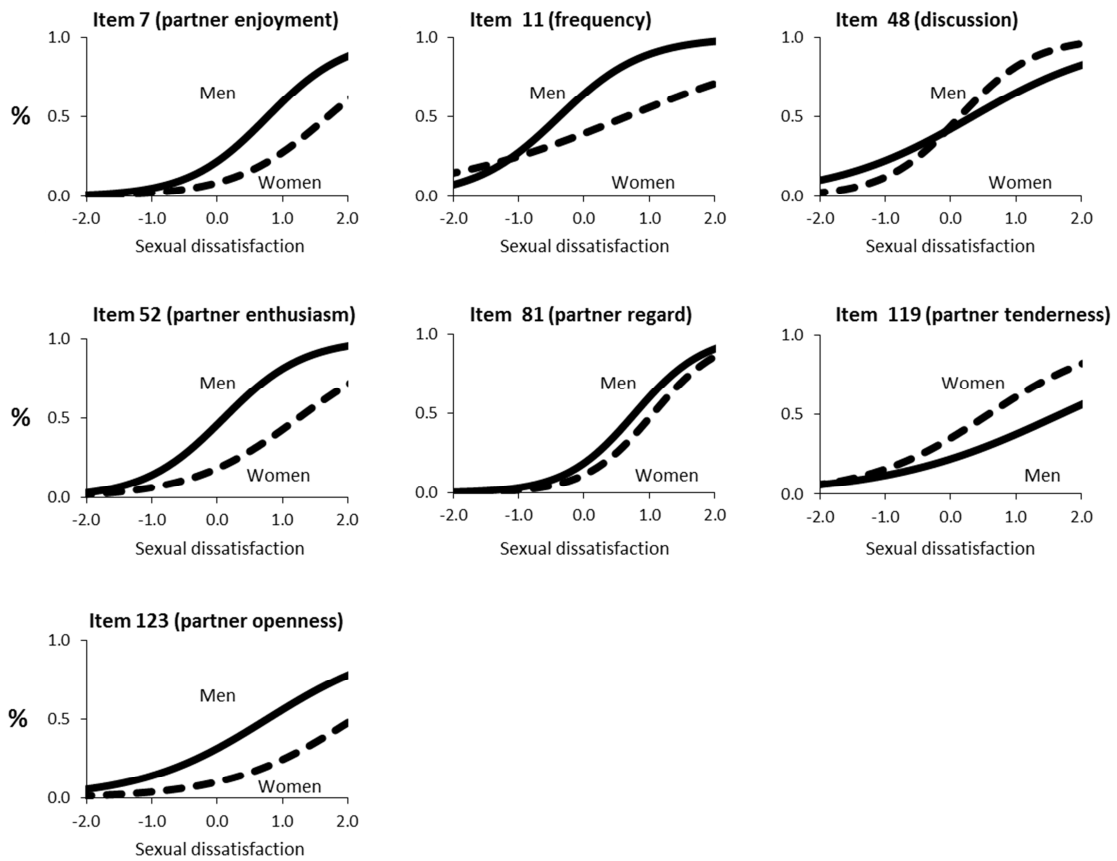 Item 7 (partner enjoyment)
1.0
Men
%
0.5
Women
0.0
-2.0 -1.0 0.0 1.0 2.0
Sexual dissatisfaction
Item 11 (frequency)
1.0
Men
0.5
Women
0.0
-2.0 -1.0 0.0 1.0 2.0
Sexual dissatisfaction
Item 48 (discussion)
1.0
Men
0.5
Women
0.0
-2.0 -1.0 0.0 1.0 2.0
Sexual dissatisfaction
Item 52 (partner enthusiasm)
1.0
Men
%
0.5
Women
0.0
-2.0 -1.0 0.0 1.0 2.0
Sexual dissatisfaction
Item 81 (partner regard)
1.0
Men
0.5
Women
0.0
-2.0 -1.0 0.0 1.0 2.0
Sexual dissatisfaction
Item 119 (partner tenderness)
1.0
Women
0.5
Men
0.0
-2.0 -1.0 0.0 1.0 2.0
Sexual dissatisfaction
Item 123 (partner openness)
1.0
Men
%
0.5
Women
0.0
-2.0 -1.0 0.0 1.0 2.0
Sexual dissatisfaction